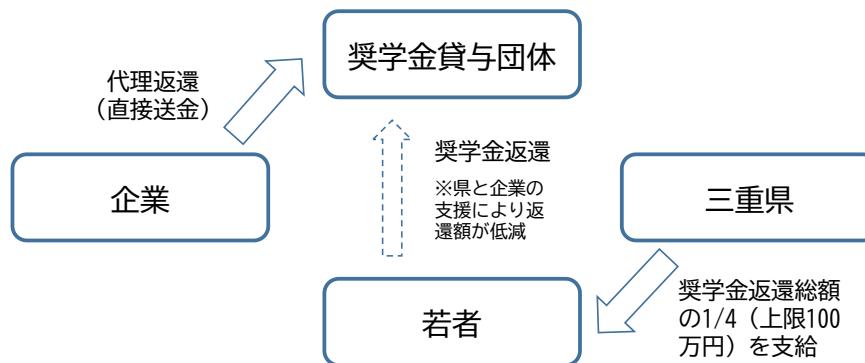 奨学金貸与団体
代理返還
(直接送金)
企業
奨学金返還
※県と企業の
支援により返
還額が低減
三重県
若者
奨学金返還総額
の1/4(上限100
万円)を支給